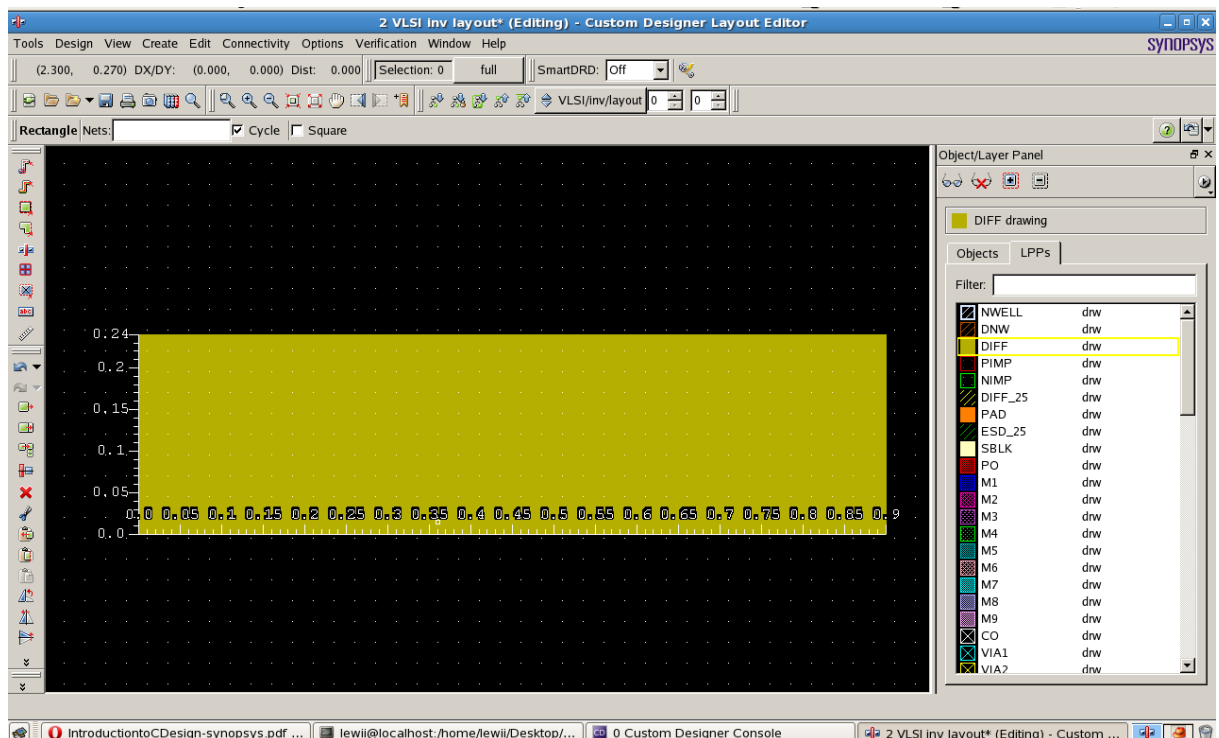 2 VLSI inv layout* (Editing) - Custom Designer Layout Editor
Tools Design View Create Edit Connectivity Options Verification Window Help
SYNOPSYS
(2.300, 0.270) DX/DY: (0.000, 0.000) Dist: 0.000 Selection: 0 full SmartDRD: Off
VLSI/inv/layout 0 0
Rectangle Nets: Cycle Square
Object/Layer Panel
DIFF drawing
Objects LPPs
Filter:
NWELL drw
DNW drw
DIFF drw
PIMP drw
NIMP drw
DIFF_25 drw
PAD drw
ESD_25 drw
SBLK drw
PO drw
M1 drw
M2 drw
M3 drw
M4 drw
M5 drw
M6 drw
M7 drw
M8 drw
M9 drw
CO drw
VIA1 drw
VIA2 drw
abc
0.24
0.2
0.15
0.1
0.05
0.0 0.05 0.1 0.15 0.2 0.25 0.3 0.35 0.4 0.45 0.5 0.55 0.6 0.65 0.7 0.75 0.8 0.85 0.9
0.0
IntroductiontoCDesign-synopsys.pdf ... lewii@localhost:/home/lewii/Desktop/... CD 0 Custom Designer Console 2 VLSI inv layout* (Editing) - Custom ...